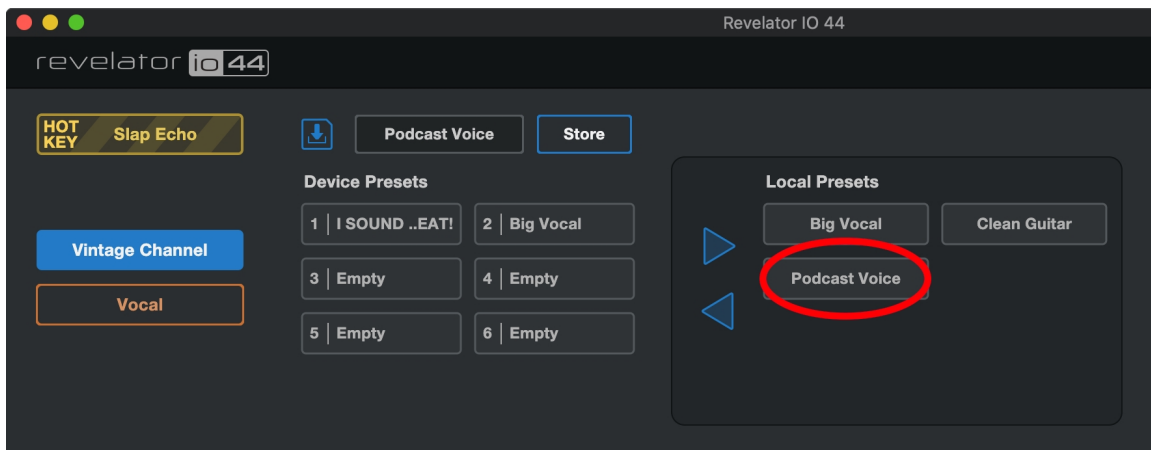 Revelator IO 44
revelator io 44
HOT KEY Slap Echo
Podcast Voice
Store
Device Presets
1 | I SOUND ..EAT!
2 | Big Vocal
3 | Empty
4 | Empty
5 | Empty
6 | Empty
Vintage Channel
Vocal
Local Presets
Big Vocal
Clean Guitar
Podcast Voice